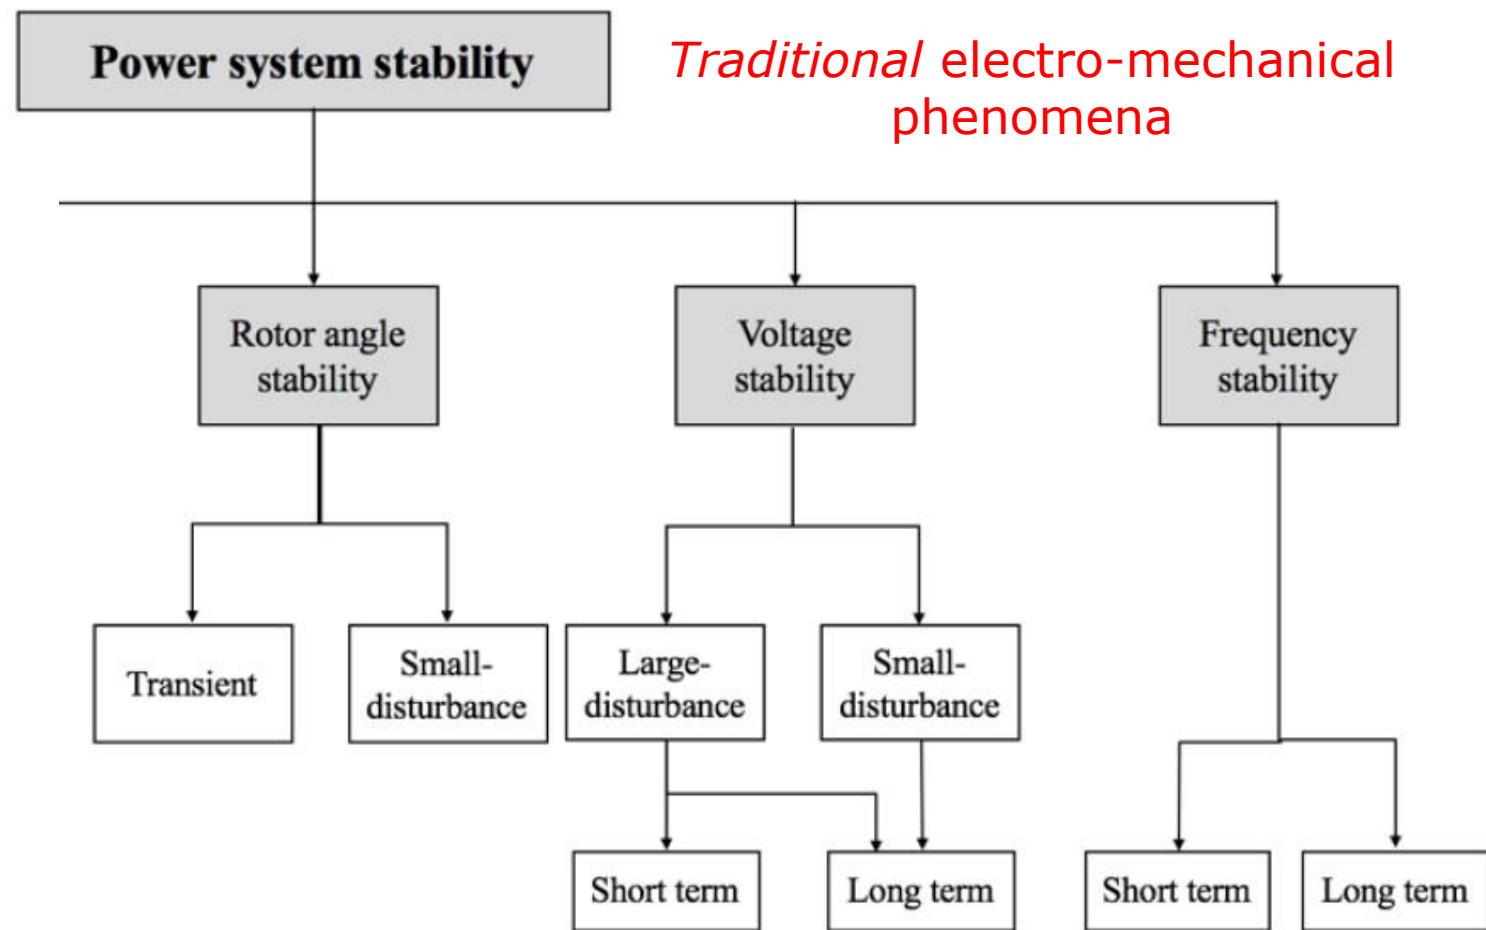 Power system stability
Traditional electro-mechanical
phenomena
Rotor angle
stability
Voltage
stability
Frequency
stability
Transient
Small-
disturbance
Large-
disturbance
Small-
disturbance
Short term
Long term
Short term
Long term